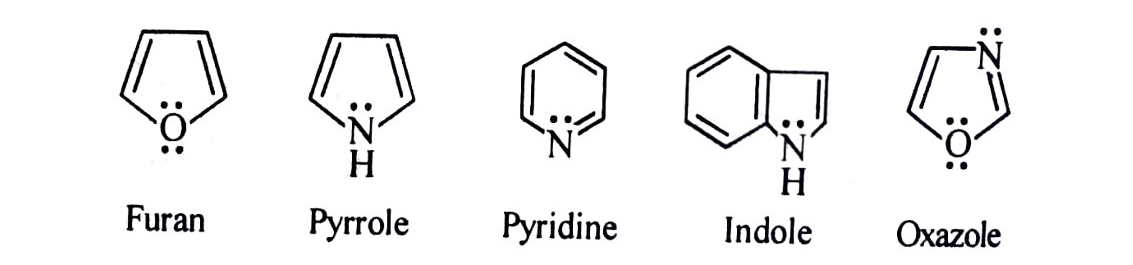 N
O N N N O
H H
Furan Pyrrole Pyridine Indole Oxazole